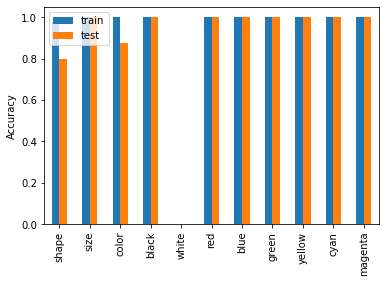 train
test
Accuracy
1.0
0.8
0.6
0.4
0.2
0.0
shape
size
color
black
white
red
blue
green
yellow
cyan
magenta